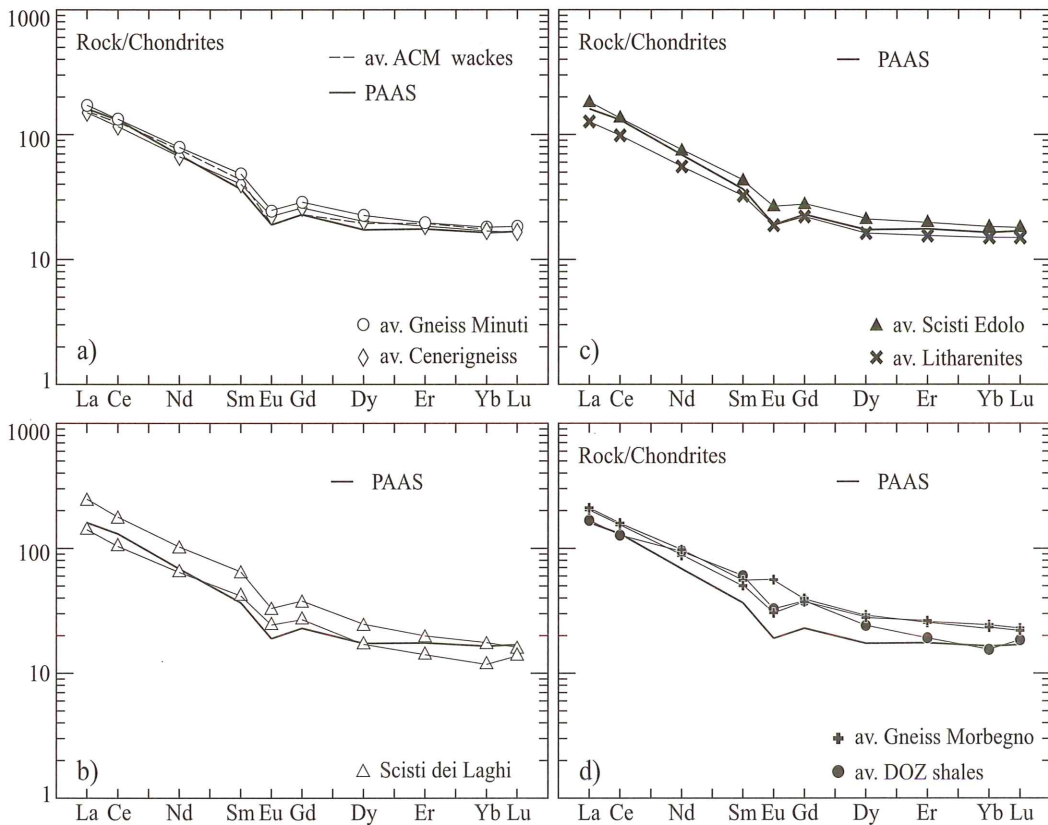 1000
Rock/Chondrites
av. ACM wackes
PAAS
100
10
av. Gneiss Minuti
av. Cenerigneiss
a)
1
La Ce Nd Sm Eu Gd Dy Er Yb Lu
Rock/Chondrites
PAAS
av. Scisti Edolo
av. Litharenites
c)
La Ce Nd Sm Eu Gd Dy Er Yb Lu
1000
PAAS
100
10
Scisti dei Laghi
b)
1
La Ce Nd Sm Eu Gd Dy Er Yb Lu
Rock/Chondrites
PAAS
av. Gneiss Morbegno
av. DOZ shales
d)
La Ce Nd Sm Eu Gd Dy Er Yb Lu